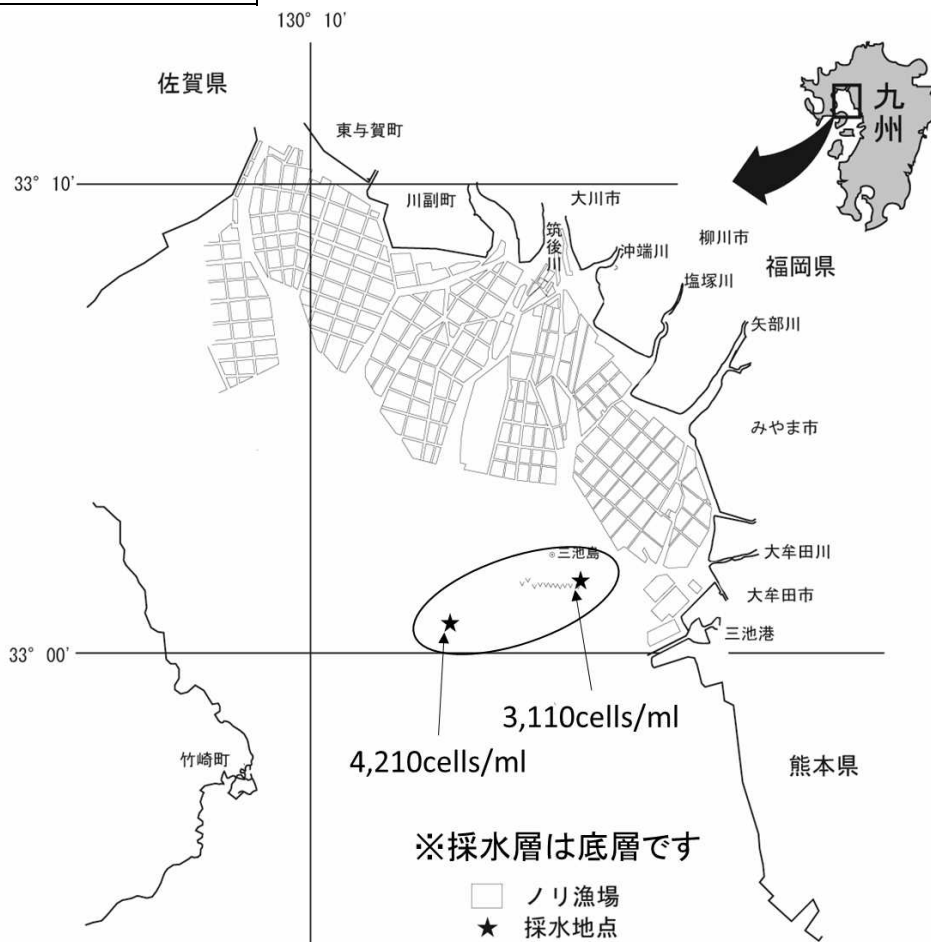 130° 10'
佐賀県
東与賀町
九州
33° 10'
川副町
大川市
筑後川
沖端川
柳川市
福岡県
塩塚川
矢部川
みやま市
三池島
大牟田川
大牟田市
三池港
33° 00'
3,110cells/ml
4,210cells/ml
竹崎町
熊本県
※採水層は底層です
ノリ漁場
★ 採水地点